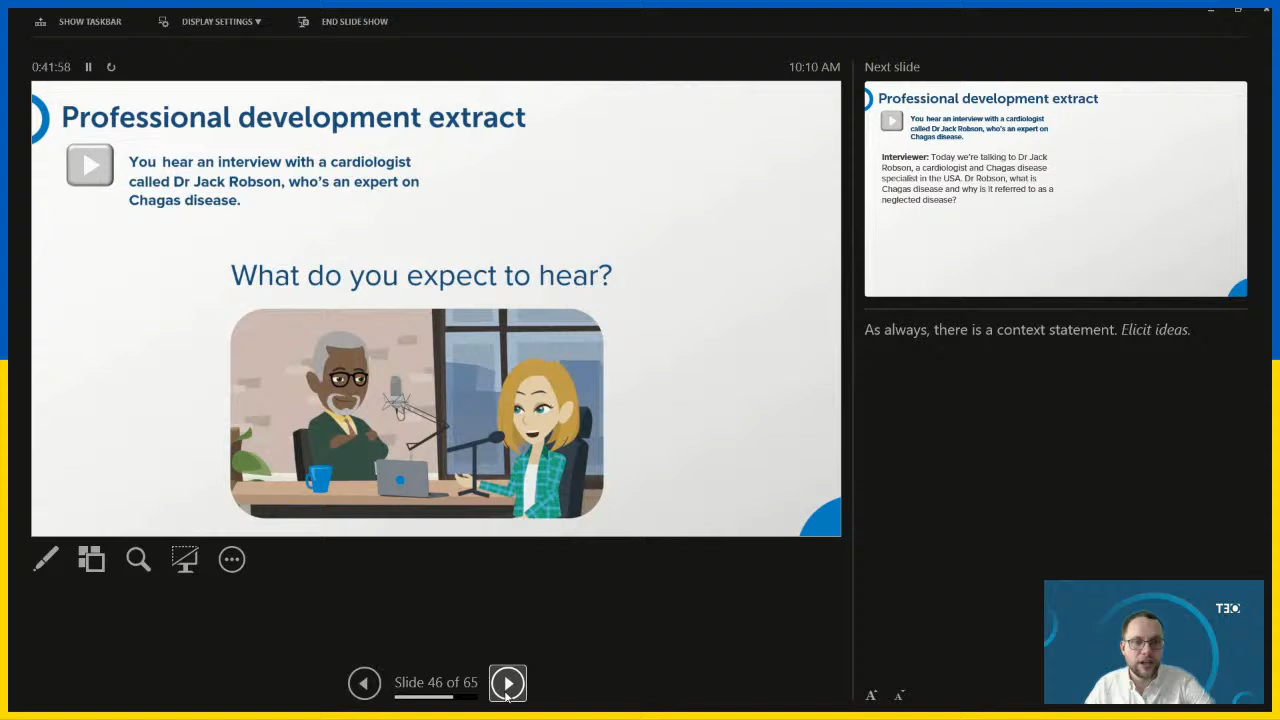 SHOW TASKBAR
DISPLAY SETTINGS ▼
END SLIDE SHOW
0:41:58
10:10 AM
Professional development extract
You hear an interview with a cardiologist
called Dr Jack Robson, who's an expert on
Chagas disease.
What do you expect to hear?
Slide 46 of 65
Next slide
Professional development extract
You hear an interview with a cardiologist
called Dr Jack Robson, who's an expert on
Chagas disease.
Interviewer: Today we're talking to Dr Jack
Robson, a cardiologist and Chagas disease
specialist in the USA. Dr Robson, what is
Chagas disease and why is it referred to as a
neglected disease?
As always, there is a context statement. Elicit ideas.
A A